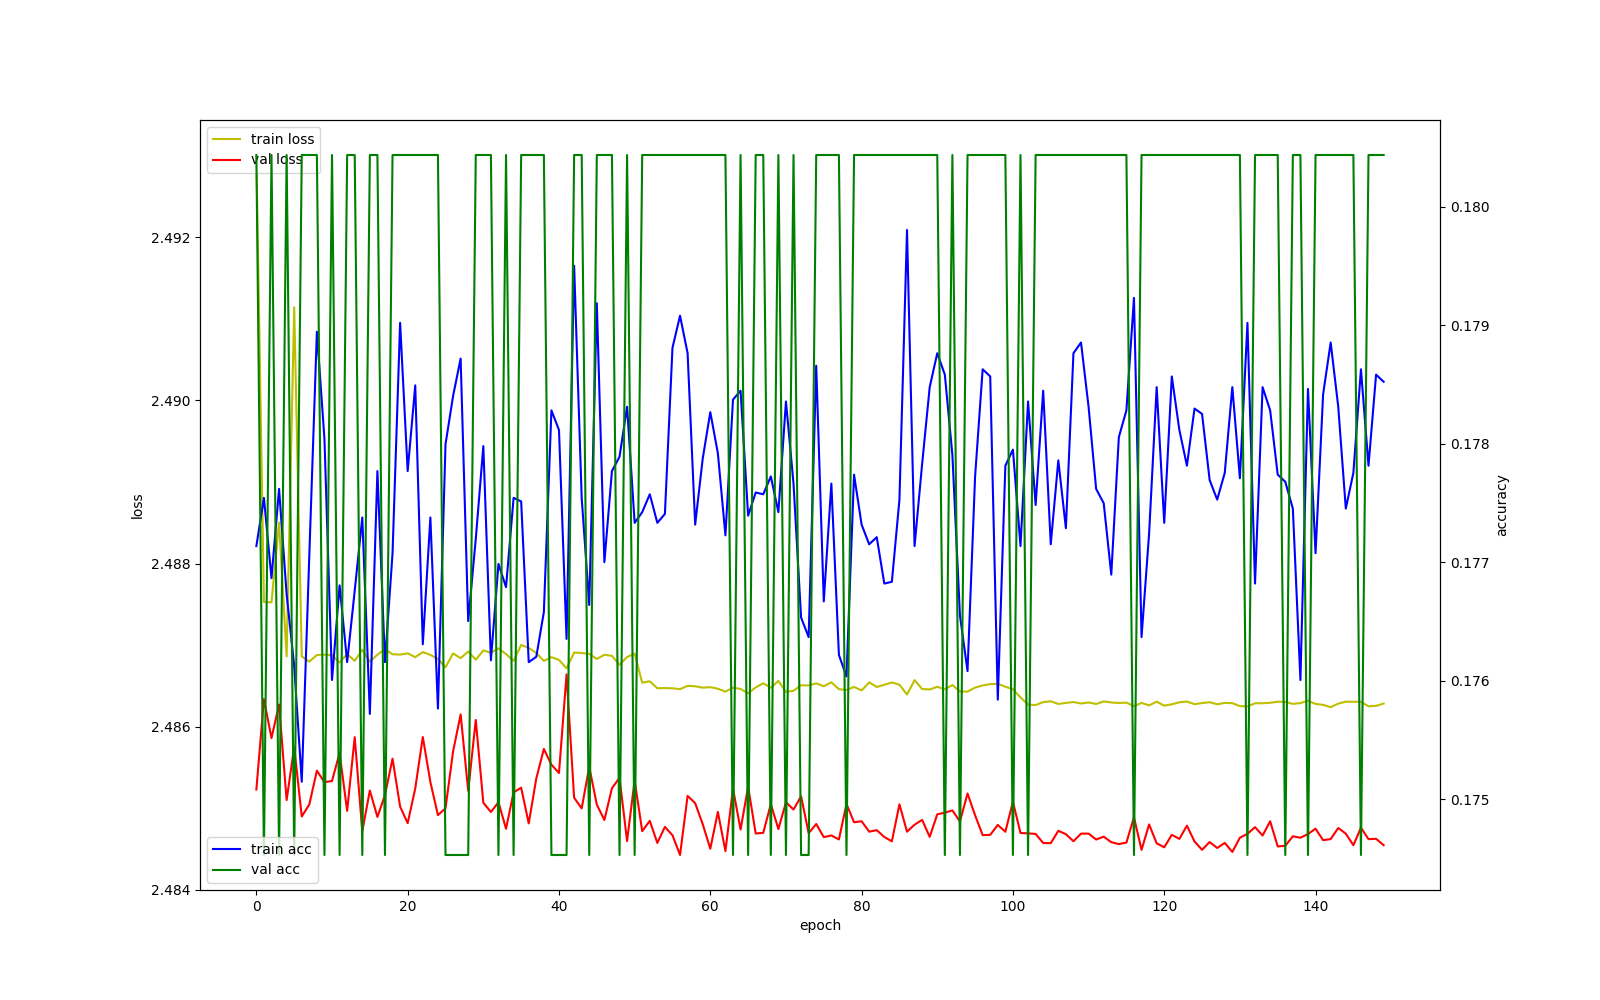 train loss
val loss
2.492
2.490
2.488
2.486
2.484
loss
0.180
0.179
0.178
0.177
0.176
0.175
accuracy
train acc
val acc
0 20 40 60 80 100 120 140
epoch